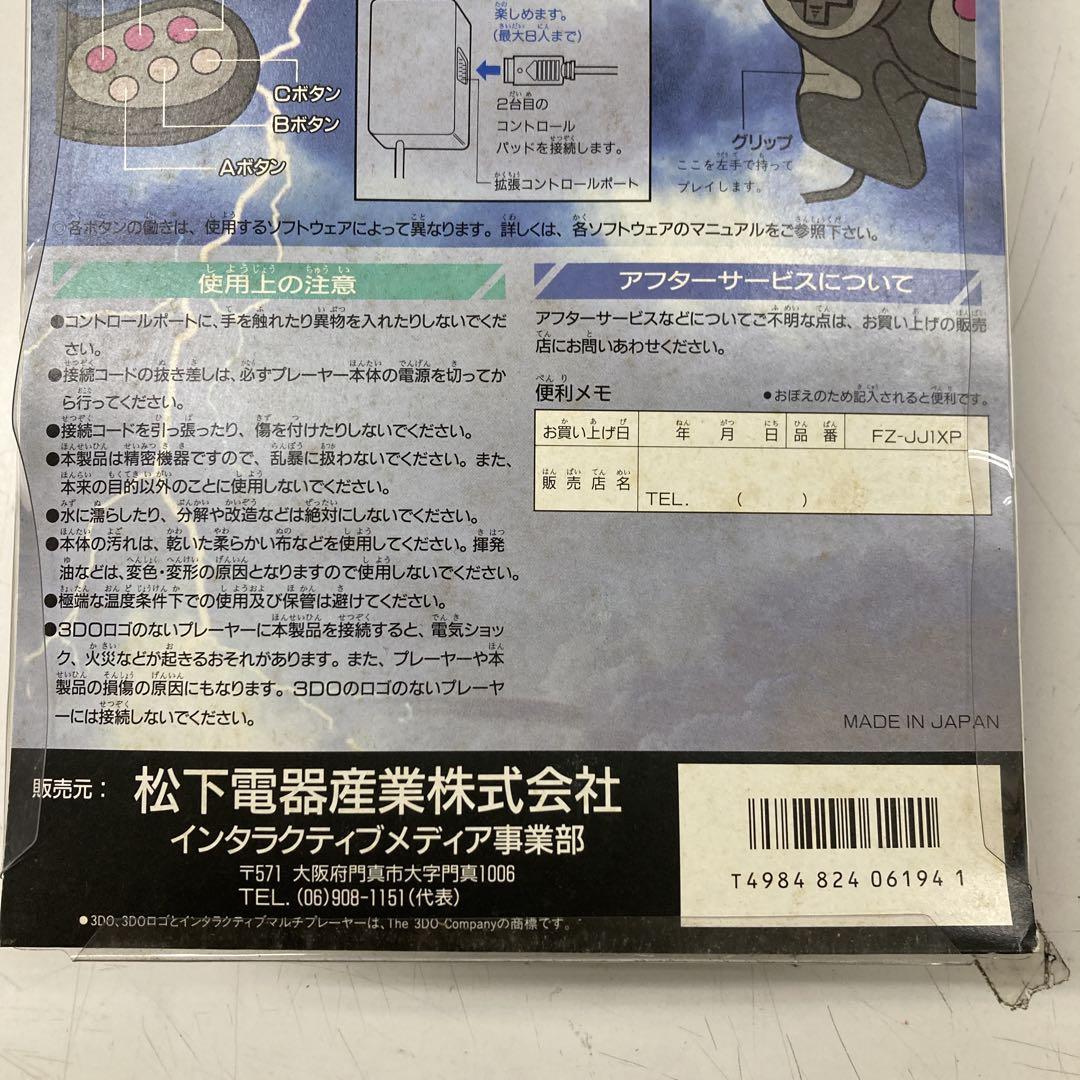 楽しめます。
(最大8人まで)
Cボタン
Bボタン
Aボタン
2台目の
コントロール
パッドを接続します。
拡張コントロールポート
グリップ
ここを左手で持って
プレイします。
◎各ボタンの働きは、使用するソフトウェアによって異なります。詳しくは、各ソフトウェアのマニュアルをご参照下さい。
使用上の注意
●コントロールポートに、手を触れたり異物を入れたりしないでくだ
さい。
●接続コードの抜き差しは、必ずプレーヤー本体の電源を切ってか
ら行ってください。
●接続コードを引っ張ったり、傷を付けたりしないでください。
●本製品は精密機器ですので、乱暴に扱わないでください。また、
本来の目的以外のことに使用しないでください。
●水に濡らしたり、分解や改造などは絶対にしないでください。
●本体の汚れは、乾いた柔らかい布などを使用してください。揮発
油などは、変色・変形の原因となりますので使用しないでください。
●極端な温度条件下での使用及び保管は避けてください。
●3DOロゴのないプレーヤーに本製品を接続すると、電気ショッ
ク、火災などが起きるおそれがあります。また、プレーヤーや本
製品の損傷の原因にもなります。3DOのロゴのないプレーヤ
ーには接続しないでください。
アフターサービスについて
アフターサービスなどについてご不明な点は、お買い上げの販売
店にお問いあわせください。
便利メモ
●おぼえのため記入されると便利です。
お買い上げ日 年 月 日 品番 FZ-JJ1XP
販売店名 TEL. ( )
MADE IN JAPAN
販売元: 松下電器産業株式会社
インタラクティブメディア事業部
〒571 大阪府門真市大字門真1006
TEL.(06)908-1151(代表)
●3DO、3DOロゴとインタラクティブマルチプレーヤーは、The 3DO Companyの商標です。
T4984 824 06194 1